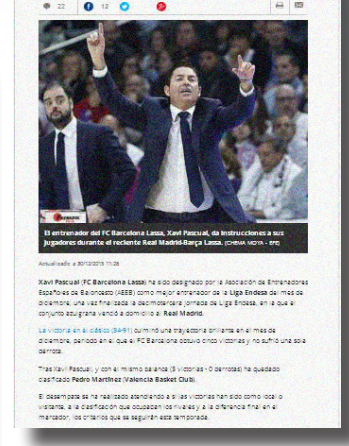 22
12
El entrenador del FC Barcelona Lassa, Xavi Pascual, da instrucciones a sus
jugadores durante el reciente Real Madrid-Barça Lassa. (CHEMA MOYA - EFE)
Actualizado a 30/12/2015 11:26
Xavi Pascual (FC Barcelona Lassa) ha sido designado por la Asociación de Entrenadores
Españoles de Baloncesto (AEEB) como mejor entrenador de la Liga Endesa del mes de
diciembre, una vez finalizada la decimotercera jornada de Liga Endesa, en la que el
conjunto azulgrana venció a domicilio al Real Madrid.
La victoria en el clásico (84-91) culminó una trayectoria brillante en el mes de
diciembre, periodo en el que el FC Barcelona obtuvo cinco victorias y no sufrió una sola
derrota.
Tras Xavi Pascual, y con el mismo balance (5 victorias - 0 derrotas) ha quedado
clasificado Pedro Martínez (Valencia Basket Club).
El desempate se ha realizado atendiendo a si las victorias han sido como local o
visitante, a la clasificación que ocupaban los rivales y a la diferencia final en el
marcador, los criterios que se seguirán esta temporada.